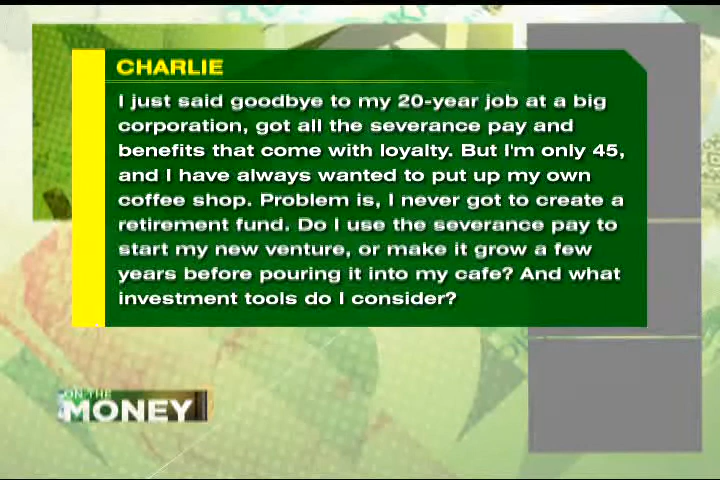 CHARLIE
I just said goodbye to my 20-year job at a big
corporation, got all the severance pay and
benefits that come with loyalty. But I'm only 45,
and I have always wanted to put up my own
coffee shop. Problem is, I never got to create a
retirement fund. Do I use the severance pay to
start my new venture, or make it grow a few
years before pouring it into my cafe? And what
investment tools do I consider?
ON THE
MONEY